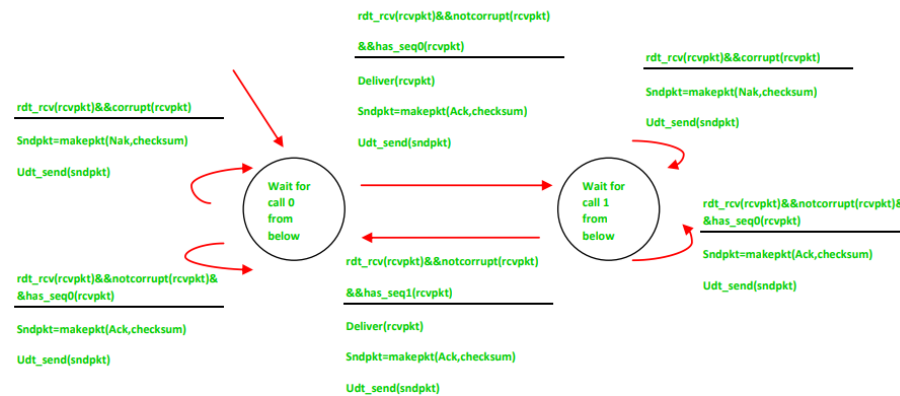 rdt_rcv(rcvpkt)&&notcorrupt(rcvpkt)
&&has_seq0(rcvpkt)
Deliver(rcvpkt)
Sndpkt=makepkt(Ack,checksum)
Udt_send(sndpkt)
rdt_rcv(rcvpkt)&&corrupt(rcvpkt)
Sndpkt=makepkt(Nak,checksum)
Udt_send(sndpkt)
rdt_rcv(rcvpkt)&&corrupt(rcvpkt)
Sndpkt=makepkt(Nak,checksum)
Udt_send(sndpkt)
Wait for
call 0
from
below
Wait for
call 1
from
below
rdt_rcv(rcvpkt)&&notcorrupt(rcvpkt)&
&has_seq0(rcvpkt)
Sndpkt=makepkt(Ack,checksum)
Udt_send(sndpkt)
rdt_rcv(rcvpkt)&&notcorrupt(rcvpkt)&
&has_seq0(rcvpkt)
Sndpkt=makepkt(Ack,checksum)
Udt_send(sndpkt)
rdt_rcv(rcvpkt)&&notcorrupt(rcvpkt)
&&has_seq1(rcvpkt)
Deliver(rcvpkt)
Sndpkt=makepkt(Ack,checksum)
Udt_send(sndpkt)